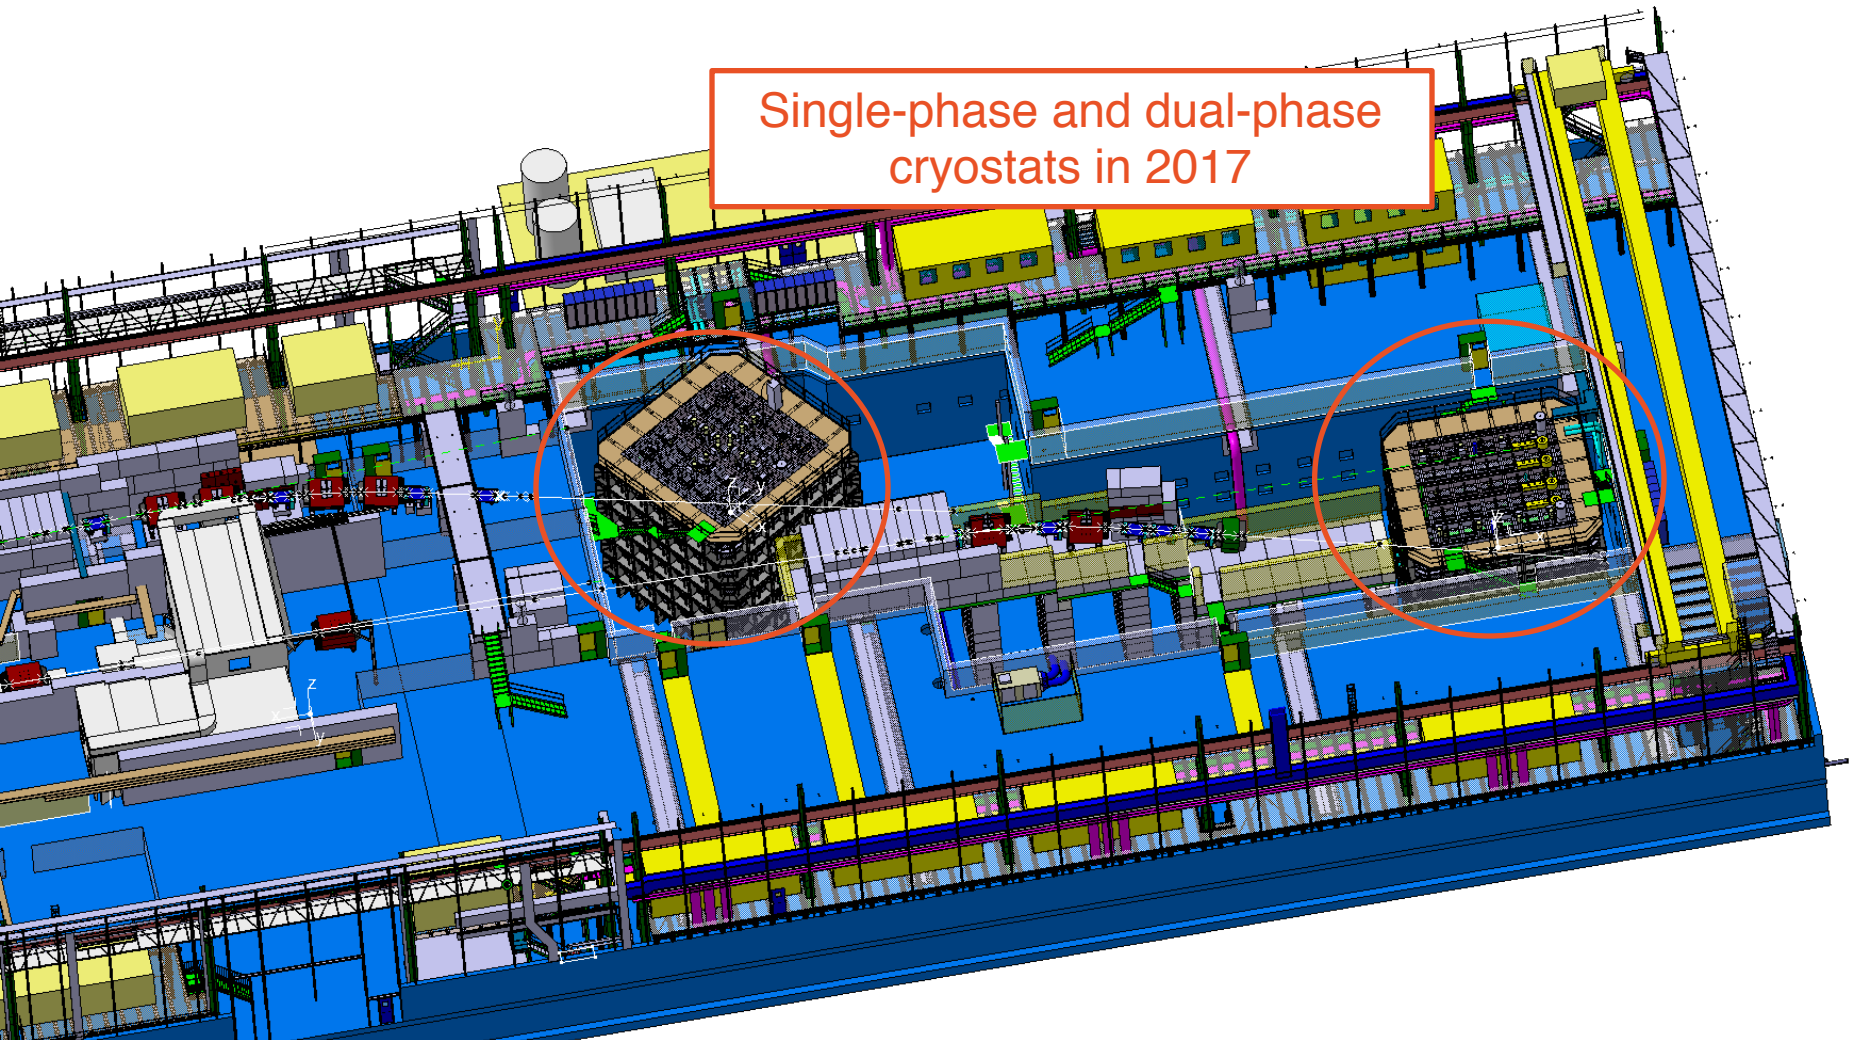 Single-phase and dual-phase
cryostats in 2017
z
y
x
y
x
z
x
y